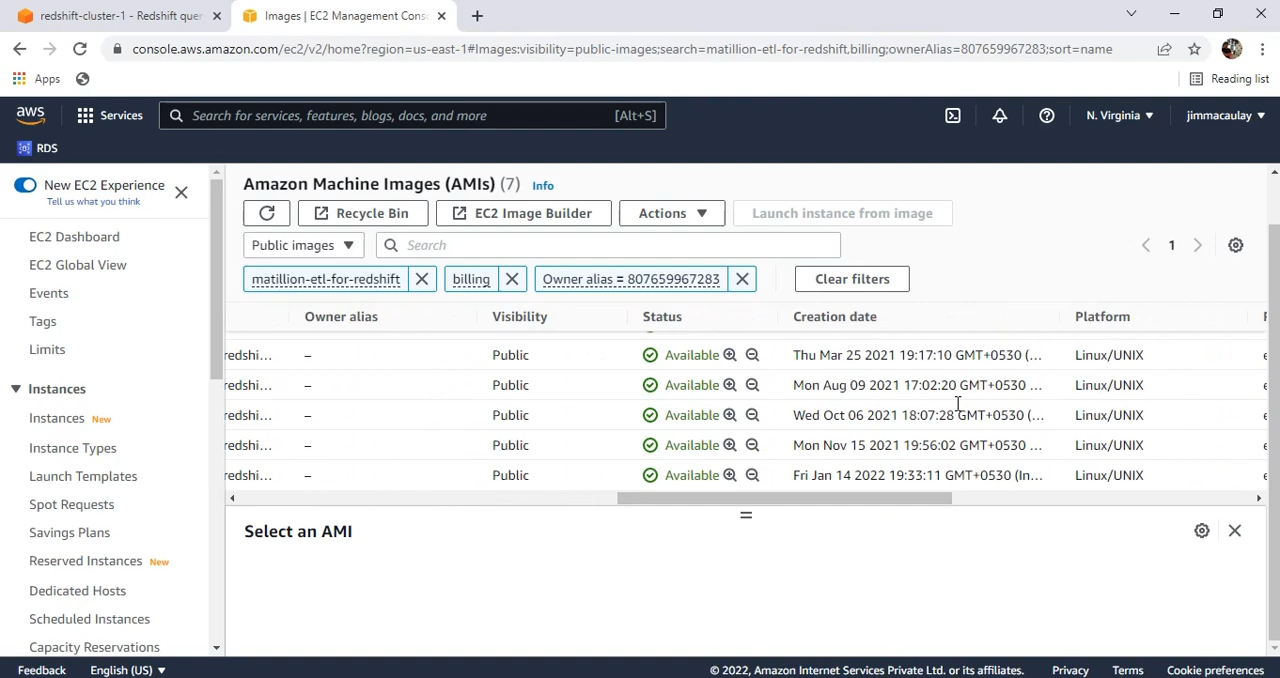 redshift-cluster-1 - Redshift quer
Images | EC2 Management Cons
console.aws.amazon.com/ec2/v2/home?region=us-east-1#Images:visibility=public-images;search=matillion-etl-for-redshift,billing;ownerAlias=807659967283;sort=name
Apps
Reading list
aws
Services
Search for services, features, blogs, docs, and more
[Alt+S]
N. Virginia
jimmacaulay
RDS
New EC2 Experience
Tell us what you think
EC2 Dashboard
EC2 Global View
Events
Tags
Limits
Instances
Instances New
Instance Types
Launch Templates
Spot Requests
Savings Plans
Reserved Instances New
Dedicated Hosts
Scheduled Instances
Capacity Reservations
Amazon Machine Images (AMIs) (7) Info
Recycle Bin
EC2 Image Builder
Actions
Launch instance from image
Public images
Search
1
matillion-etl-for-redshift
billing
Owner alias = 807659967283
Clear filters
Owner alias Visibility Status Creation date Platform
redshi... – Public Available Thu Mar 25 2021 19:17:10 GMT+0530 (... Linux/UNIX
redshi... – Public Available Mon Aug 09 2021 17:02:20 GMT+0530 ... Linux/UNIX
redshi... – Public Available Wed Oct 06 2021 18:07:28 GMT+0530 (... Linux/UNIX
redshi... – Public Available Mon Nov 15 2021 19:56:02 GMT+0530 ... Linux/UNIX
redshi... – Public Available Fri Jan 14 2022 19:33:11 GMT+0530 (In... Linux/UNIX
Select an AMI
Feedback
English (US)
© 2022, Amazon Internet Services Private Ltd. or its affiliates.
Privacy
Terms
Cookie preferences